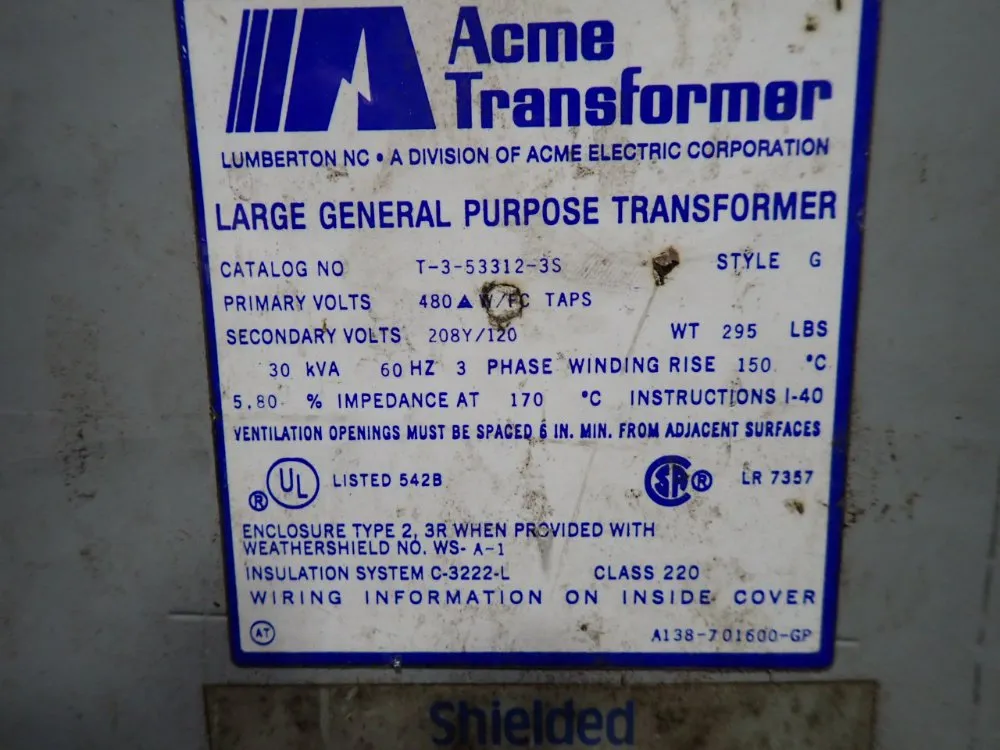 Acme
Transformer
LUMBERTON NC • A DIVISION OF ACME ELECTRIC CORPORATION
LARGE GENERAL PURPOSE TRANSFORMER
CATALOG NO T-3-53312-3S STYLE G
PRIMARY VOLTS 480 ▲ W/FC TAPS
SECONDARY VOLTS 208Y/120 WT 295 LBS
30 kVA 60 HZ 3 PHASE WINDING RISE 150 °C
5.80 % IMPEDANCE AT 170 °C INSTRUCTIONS I-40
VENTILATION OPENINGS MUST BE SPACED 6 IN. MIN. FROM ADJACENT SURFACES
® UL LISTED 542B SA ® LR 7357
ENCLOSURE TYPE 2, 3R WHEN PROVIDED WITH
WEATHERSHIELD NO. WS- A-1
INSULATION SYSTEM C-3222-L CLASS 220
WIRING INFORMATION ON INSIDE COVER
AT A138-701600-GP
Shielded